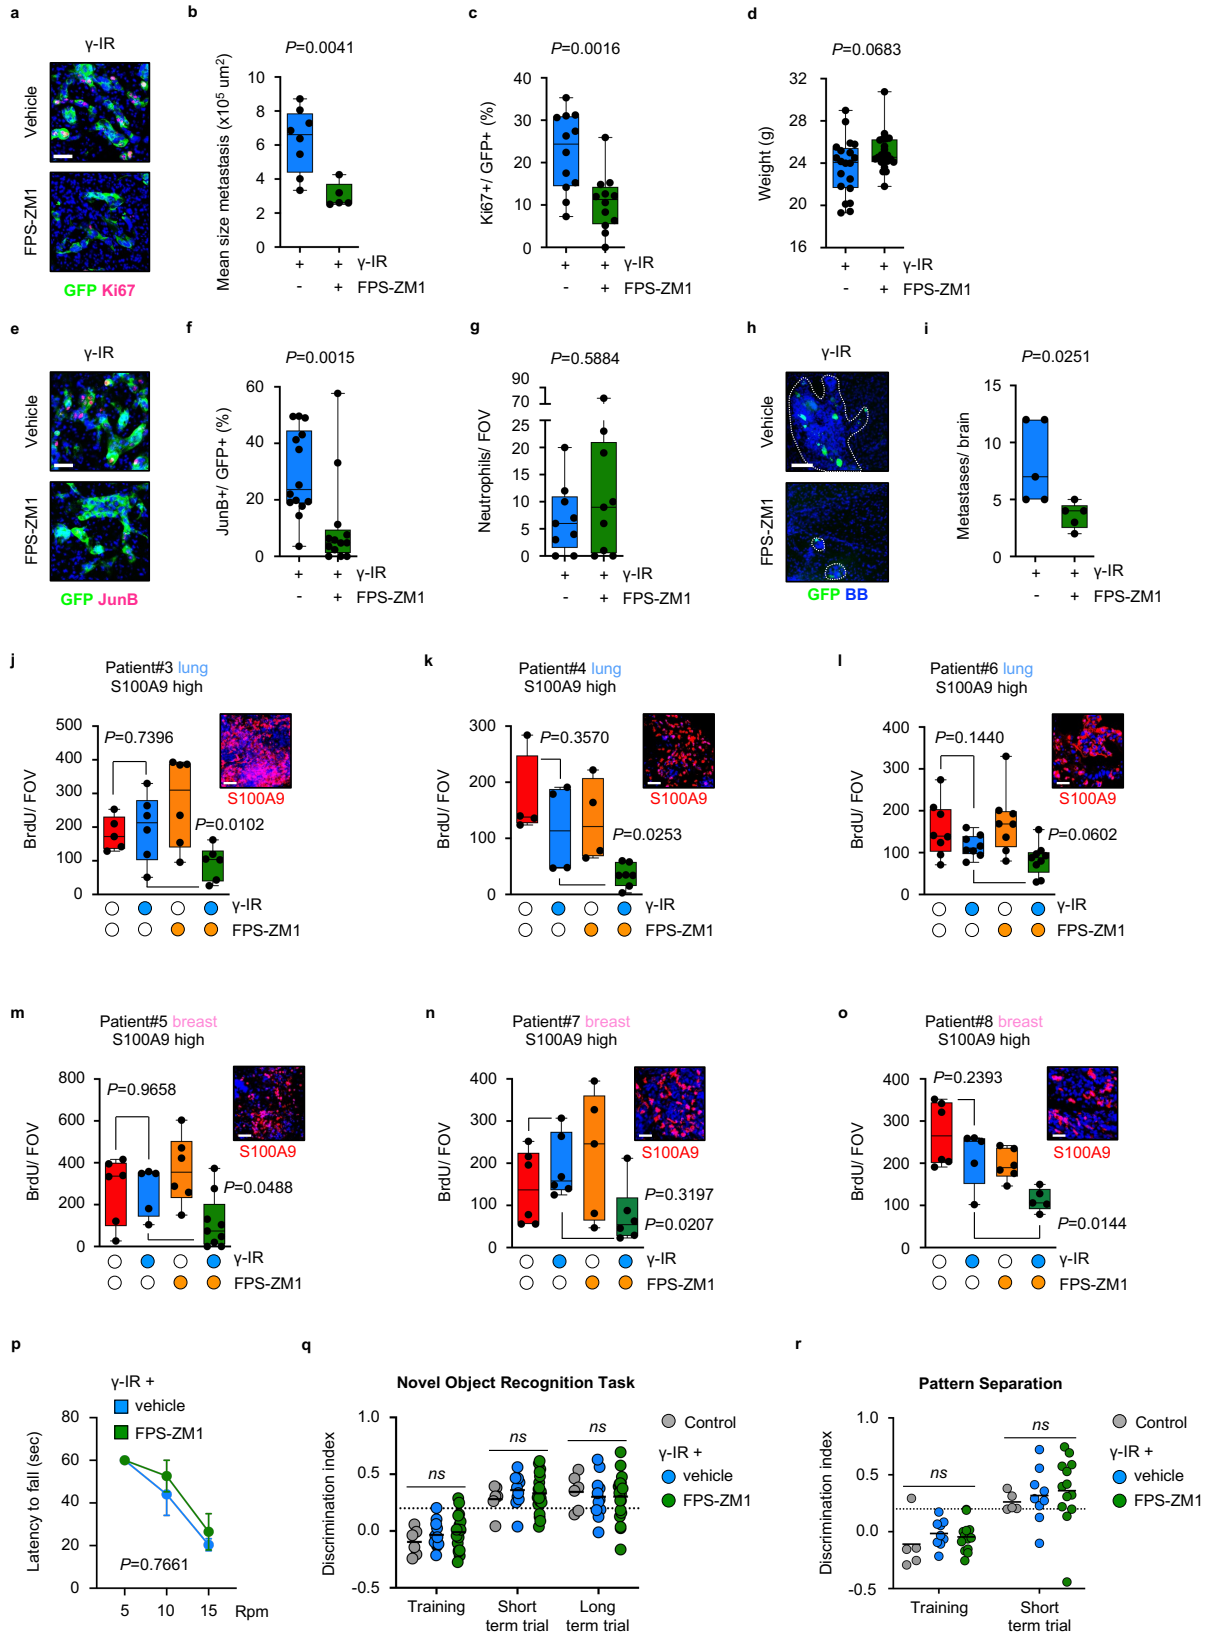 a
γ-IR
Vehicle
FPS-ZM1
GFP Ki67
b
P=0.0041
Mean size metastasis (x10⁵ um²)
10
8
6
4
2
0
+ + γ-IR
- + FPS-ZM1
c
P=0.0016
Ki67+/ GFP+ (%)
40
30
20
10
0
+ + γ-IR
- + FPS-ZM1
d
P=0.0683
Weight (g)
32
28
24
20
16
+ + γ-IR
- + FPS-ZM1
e
γ-IR
Vehicle
FPS-ZM1
GFP JunB
f
P=0.0015
JunB+/ GFP+ (%)
60
40
20
0
+ + γ-IR
- + FPS-ZM1
g
P=0.5884
Neutrophils/ FOV
90
70
25
20
15
10
5
0
+ + γ-IR
- + FPS-ZM1
h
γ-IR
Vehicle
FPS-ZM1
GFP BB
i
P=0.0251
Metastases/ brain
15
10
5
0
+ + γ-IR
- + FPS-ZM1
j
Patient#3 lung
S100A9 high
BrdU/ FOV
500
400
300
200
100
0
P=0.7396
S100A9
P=0.0102
γ-IR
FPS-ZM1
k
Patient#4 lung
S100A9 high
BrdU/ FOV
300
200
100
0
P=0.3570
S100A9
P=0.0253
γ-IR
FPS-ZM1
l
Patient#6 lung
S100A9 high
BrdU/ FOV
400
300
200
100
0
P=0.1440
S100A9
P=0.0602
γ-IR
FPS-ZM1
m
Patient#5 breast
S100A9 high
BrdU/ FOV
800
600
400
200
0
P=0.9658
S100A9
P=0.0488
γ-IR
FPS-ZM1
n
Patient#7 breast
S100A9 high
BrdU/ FOV
400
300
200
100
0
S100A9
P=0.3197
P=0.0207
γ-IR
FPS-ZM1
o
Patient#8 breast
S100A9 high
BrdU/ FOV
400
300
200
100
0
P=0.2393
S100A9
P=0.0144
γ-IR
FPS-ZM1
p
γ-IR +
vehicle
FPS-ZM1
Latency to fall (sec)
80
60
40
20
0
P=0.7661
5 10 15 Rpm
q
Novel Object Recognition Task
Discrimination index
1.0
0.5
0.0
-0.5
ns
ns
ns
Training
Short
term trial
Long
term trial
Control
γ-IR +
vehicle
FPS-ZM1
r
Pattern Separation
Discrimination index
1.0
0.5
0.0
-0.5
ns
ns
Training
Short
term trial
Control
γ-IR +
vehicle
FPS-ZM1